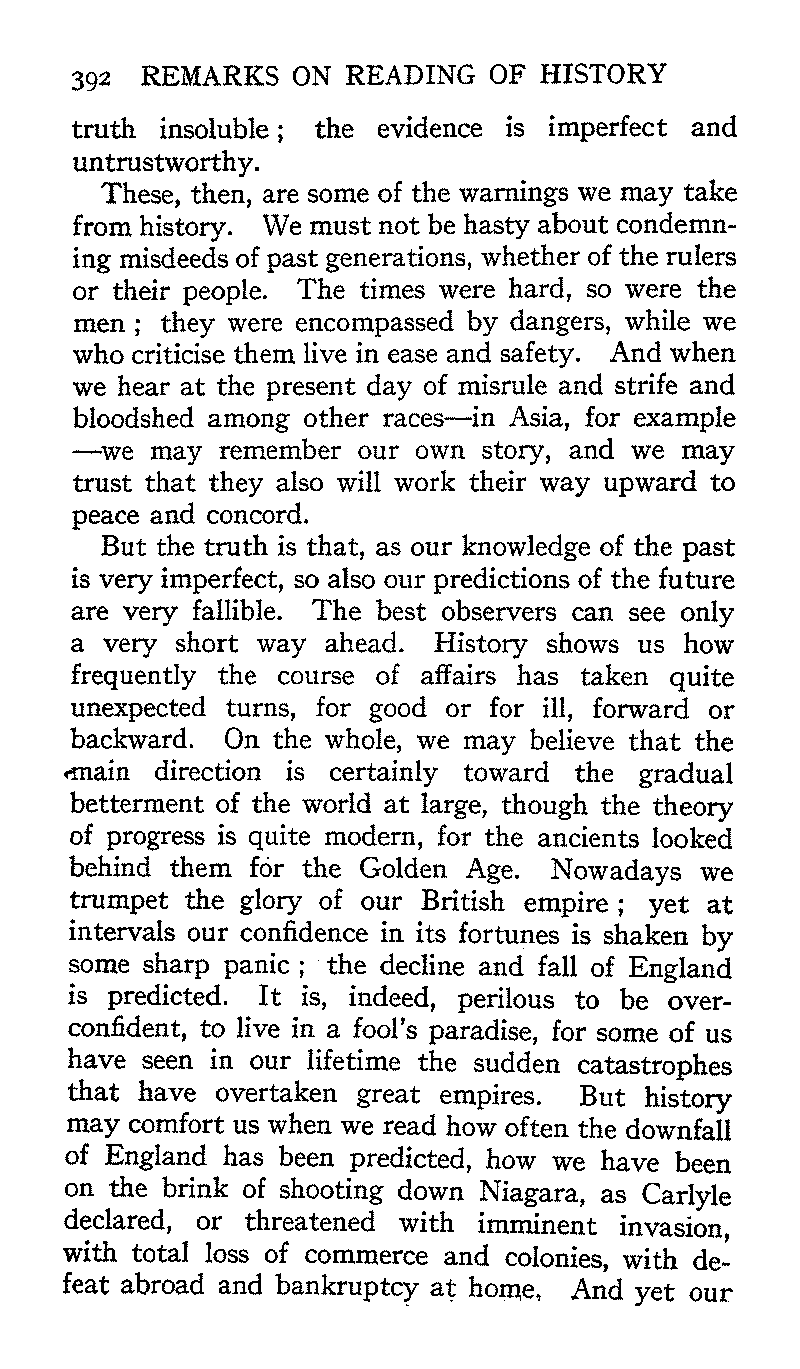 392 REMARKS ON READING OF HISTORY
truth insoluble ; the evidence is imperfect and
untrustworthy.
These, then, are some of the warnings we may take
from history. We must not be hasty about condemn-
ing misdeeds of past generations, whether of the rulers
or their people. The times were hard, so were the
men ; they were encompassed by dangers, while we
who criticise them live in ease and safety. And when
we hear at the present day of misrule and strife and
bloodshed among other races—in Asia, for example
—we may remember our own story, and we may
trust that they also will work their way upward to
peace and concord.
But the truth is that, as our knowledge of the past
is very imperfect, so also our predictions of the future
are very fallible. The best observers can see only
a very short way ahead. History shows us how
frequently the course of affairs has taken quite
unexpected turns, for good or for ill, forward or
backward. On the whole, we may believe that the
main direction is certainly toward the gradual
betterment of the world at large, though the theory
of progress is quite modern, for the ancients looked
behind them for the Golden Age. Nowadays we
trumpet the glory of our British empire ; yet at
intervals our confidence in its fortunes is shaken by
some sharp panic ; the decline and fall of England
is predicted. It is, indeed, perilous to be over-
confident, to live in a fool's paradise, for some of us
have seen in our lifetime the sudden catastrophes
that have overtaken great empires. But history
may comfort us when we read how often the downfall
of England has been predicted, how we have been
on the brink of shooting down Niagara, as Carlyle
declared, or threatened with imminent invasion,
with total loss of commerce and colonies, with de-
feat abroad and bankruptcy at home. And yet our